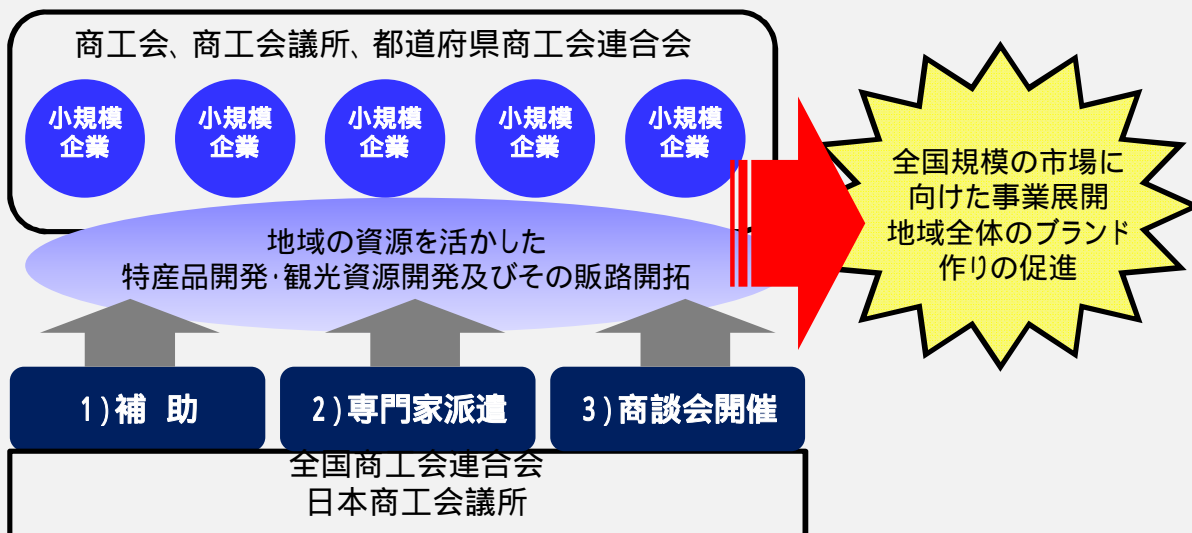 商工会、商工会議所、都道府県商工会連合会
小規模
企業
小規模
企業
小規模
企業
小規模
企業
小規模
企業
地域の資源を活かした
特産品開発・観光資源開発及びその販路開拓
全国規模の市場に
向けた事業展開
地域全体のブランド
作りの促進
1)補 助
2)専門家派遣
3)商談会開催
全国商工会連合会
日本商工会議所